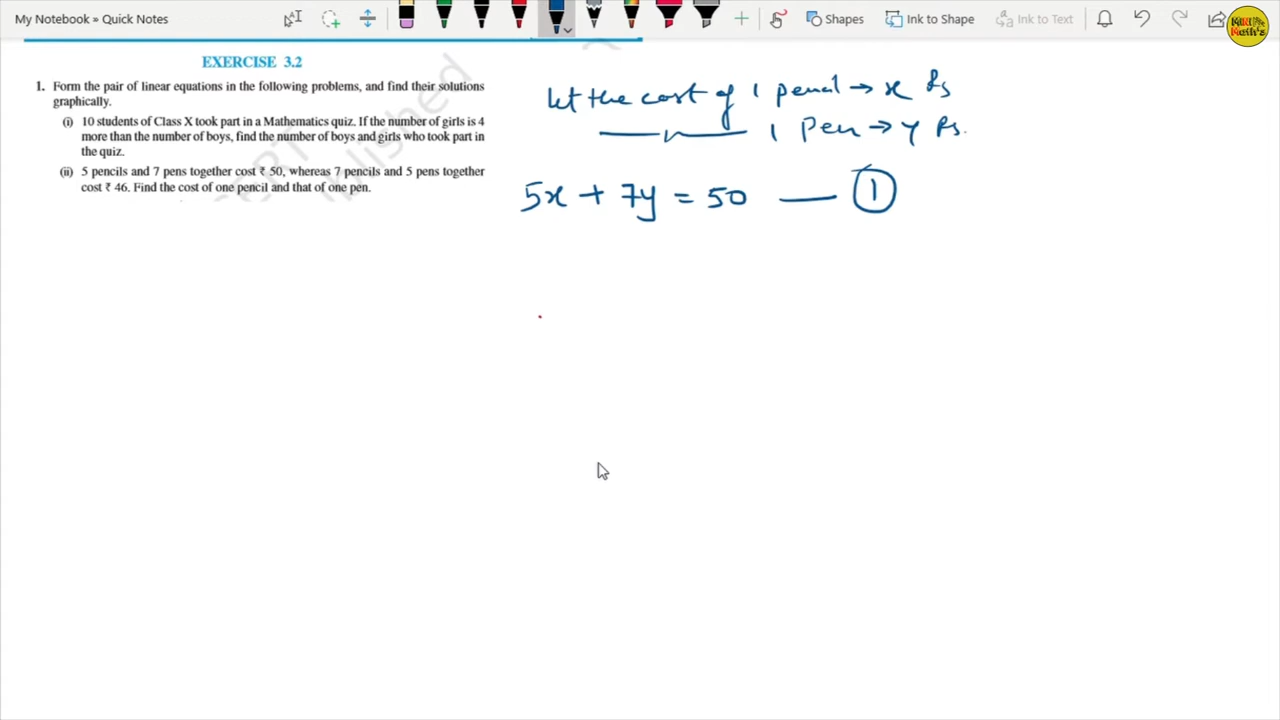 My Notebook » Quick Notes
Shapes
Ink to Shape
Ink to Text
MINI Math's
EXERCISE 3.2
1. Form the pair of linear equations in the following problems, and find their solutions
graphically.
(i) 10 students of Class X took part in a Mathematics quiz. If the number of girls is 4
more than the number of boys, find the number of boys and girls who took part in
the quiz.
(ii) 5 pencils and 7 pens together cost ₹ 50, whereas 7 pencils and 5 pens together
cost ₹ 46. Find the cost of one pencil and that of one pen.
let the cost of 1 pencil → x Rs
1 Pen → y Rs.
5x + 7y = 50 — 1